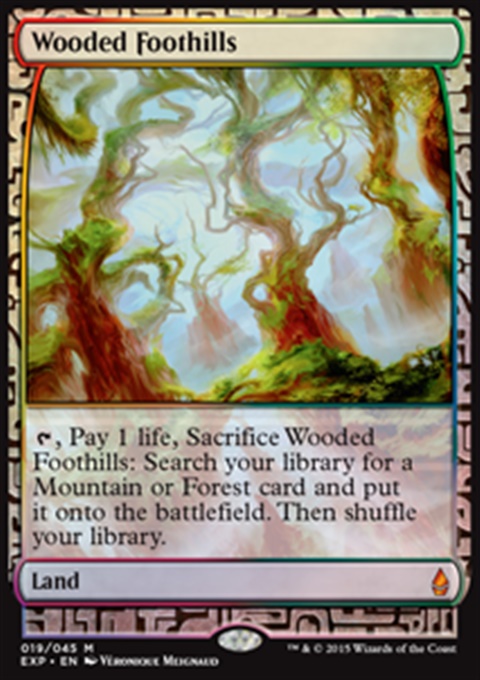 Wooded Foothills
, Pay 1 life, Sacrifice Wooded
Foothills: Search your library for a
Mountain or Forest card and put
it onto the battlefield. Then shuffle
your library.
Land
019/045 M
EXP • EN Véronique Meignaud
™ & © 2015 Wizards of the Coast